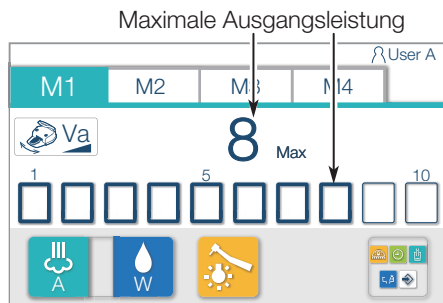 Maximale Ausgangsleistung
User A
M1 M2 M3 M4
Va
8 Max
1 5 10
A W